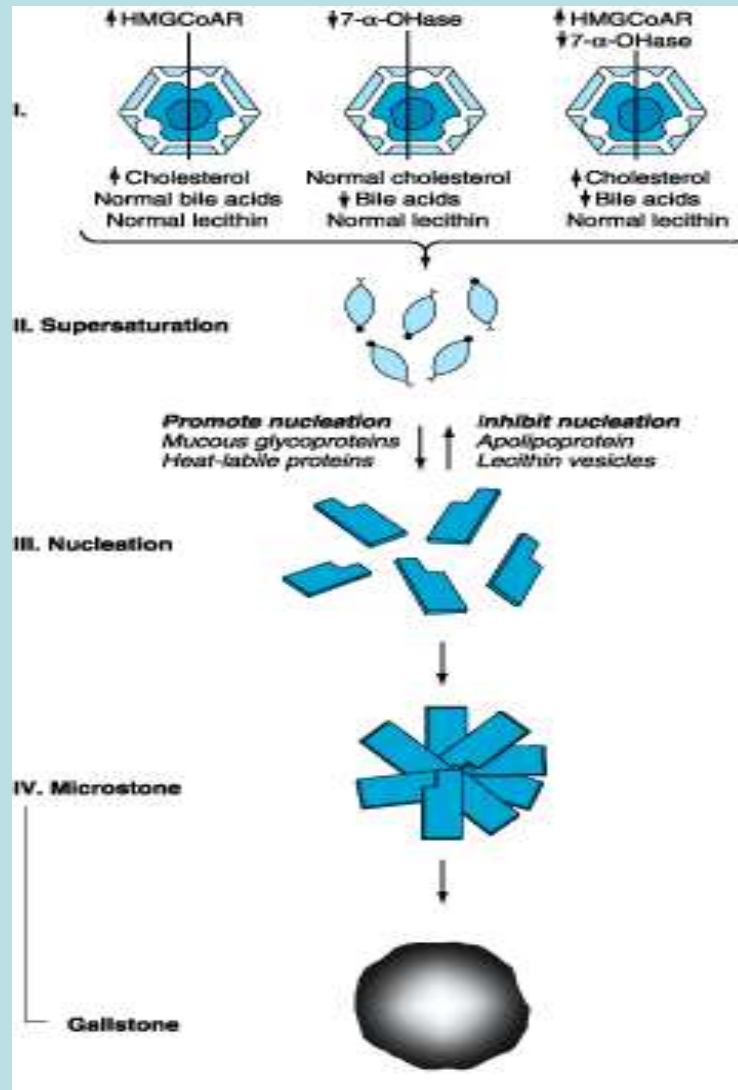 ↑HMGCoAR
↓7-α-OHase
↑HMGCoAR
↓7-α-OHase
I.
↑Cholesterol
Normal bile acids
Normal lecithin
Normal cholesterol
↓Bile acids
Normal lecithin
↑Cholesterol
↓Bile acids
Normal lecithin
II. Supersaturation
Promote nucleation
Mucous glycoproteins
Heat-labile proteins
Inhibit nucleation
Apolipoprotein
Lecithin vesicles
III. Nucleation
IV. Microstone
Gallstone